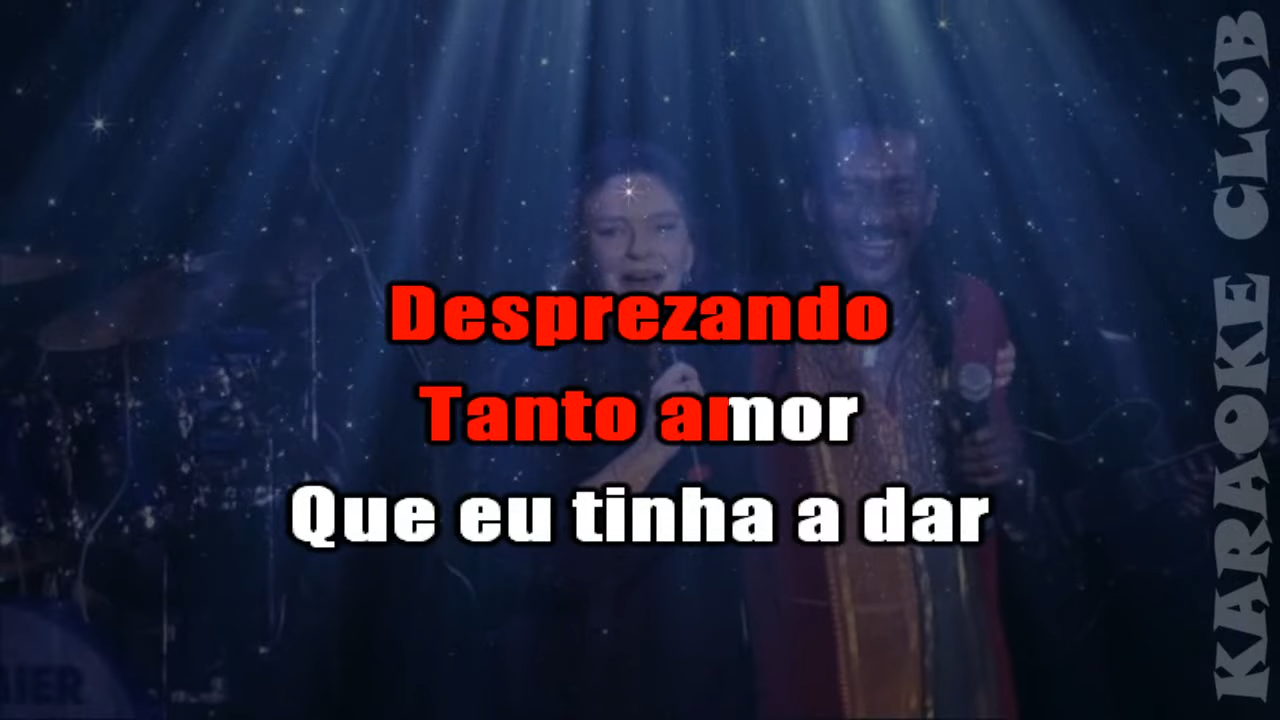 Desprezando
Tanto amor
Que eu tinha a dar
KARAOKE CLUB